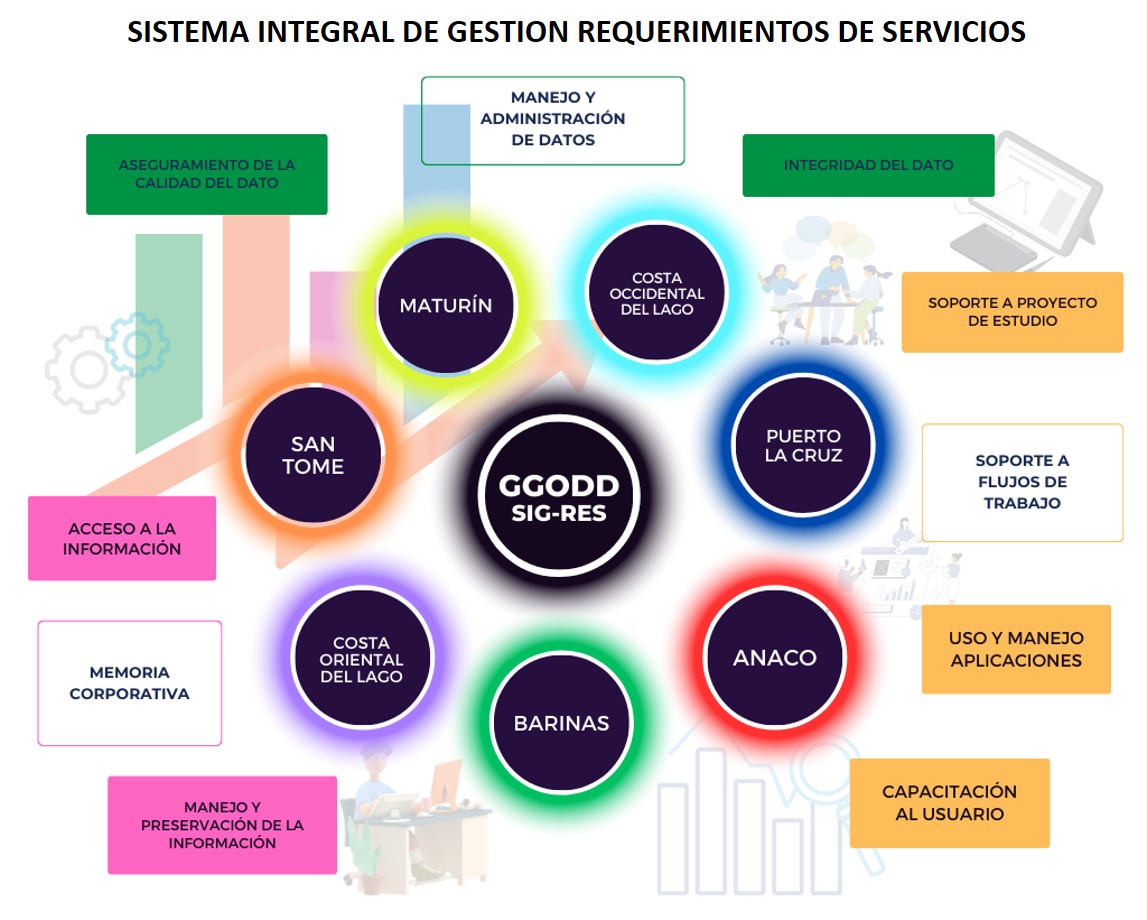 SISTEMA INTEGRAL DE GESTION REQUERIMIENTOS DE SERVICIOS
MANEJO Y
ADMINISTRACIÓN
DE DATOS
ASEGURAMIENTO DE LA
CALIDAD DEL DATO
INTEGRIDAD DEL DATO
MATURÍN
COSTA
OCCIDENTAL
DEL LAGO
SOPORTE A PROYECTO
DE ESTUDIO
SAN
TOME
PUERTO
LA CRUZ
GGODD
SIG-RES
SOPORTE A
FLUJOS DE
TRABAJO
ACCESO A LA
INFORMACIÓN
COSTA
ORIENTAL
DEL LAGO
ANACO
USO Y MANEJO
APLICACIONES
MEMORIA
CORPORATIVA
BARINAS
MANEJO Y
PRESERVACIÓN DE LA
INFORMACIÓN
CAPACITACIÓN
AL USUARIO